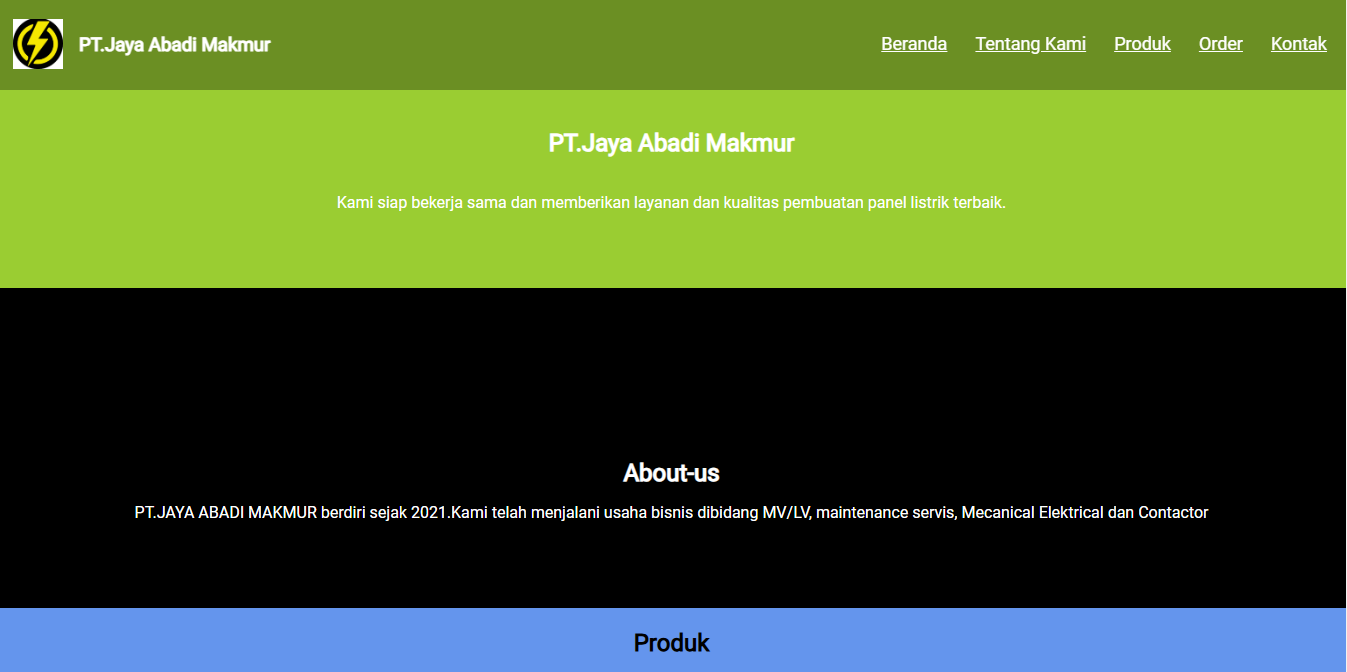 PT.Jaya Abadi Makmur
Beranda Tentang Kami Produk Order Kontak
PT.Jaya Abadi Makmur
Kami siap bekerja sama dan memberikan layanan dan kualitas pembuatan panel listrik terbaik.
About-us
PT.JAYA ABADI MAKMUR berdiri sejak 2021.Kami telah menjalani usaha bisnis dibidang MV/LV, maintenance servis, Mecanical Elektrical dan Contactor
Produk